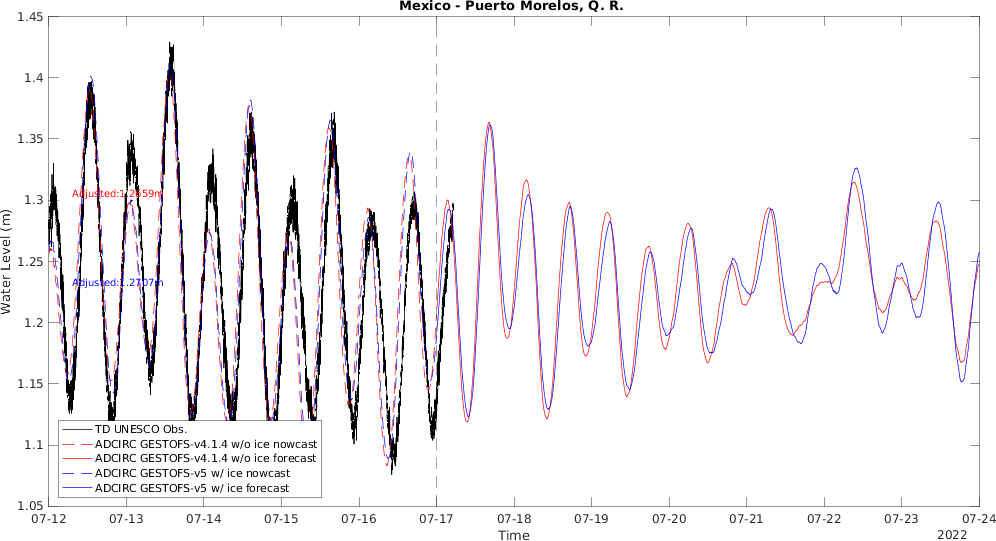 Mexico - Puerto Morelos, Q. R.
1.45
1.4
1.35
1.3
1.25
1.2
1.15
1.1
1.05
Water Level (m)
Adjusted:1.2659m
Adjusted:1.2707m
TD UNESCO Obs.
ADCIRC GESTOFS-v4.1.4 w/o ice nowcast
ADCIRC GESTOFS-v4.1.4 w/o ice forecast
ADCIRC GESTOFS-v5 w/ ice nowcast
ADCIRC GESTOFS-v5 w/ ice forecast
07-12 07-13 07-14 07-15 07-16 07-17 07-18 07-19 07-20 07-21 07-22 07-23 07-24
Time
2022